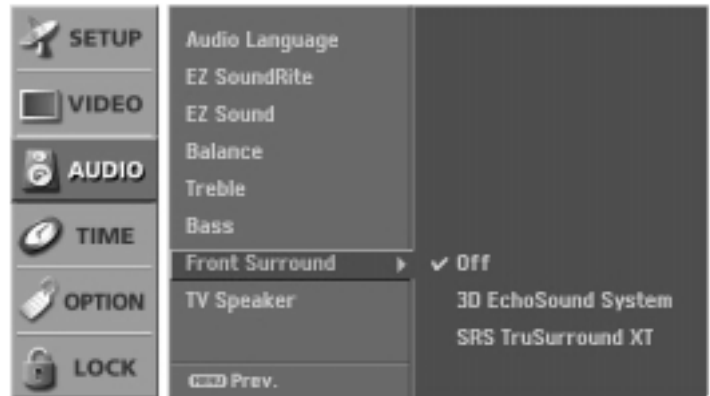 SETUP
VIDEO
AUDIO
TIME
OPTION
LOCK
Audio Language
EZ SoundRite
EZ Sound
Balance
Treble
Bass
Front Surround
TV Speaker
MENU Prev.
Off
3D EchoSound System
SRS TruSurround XT